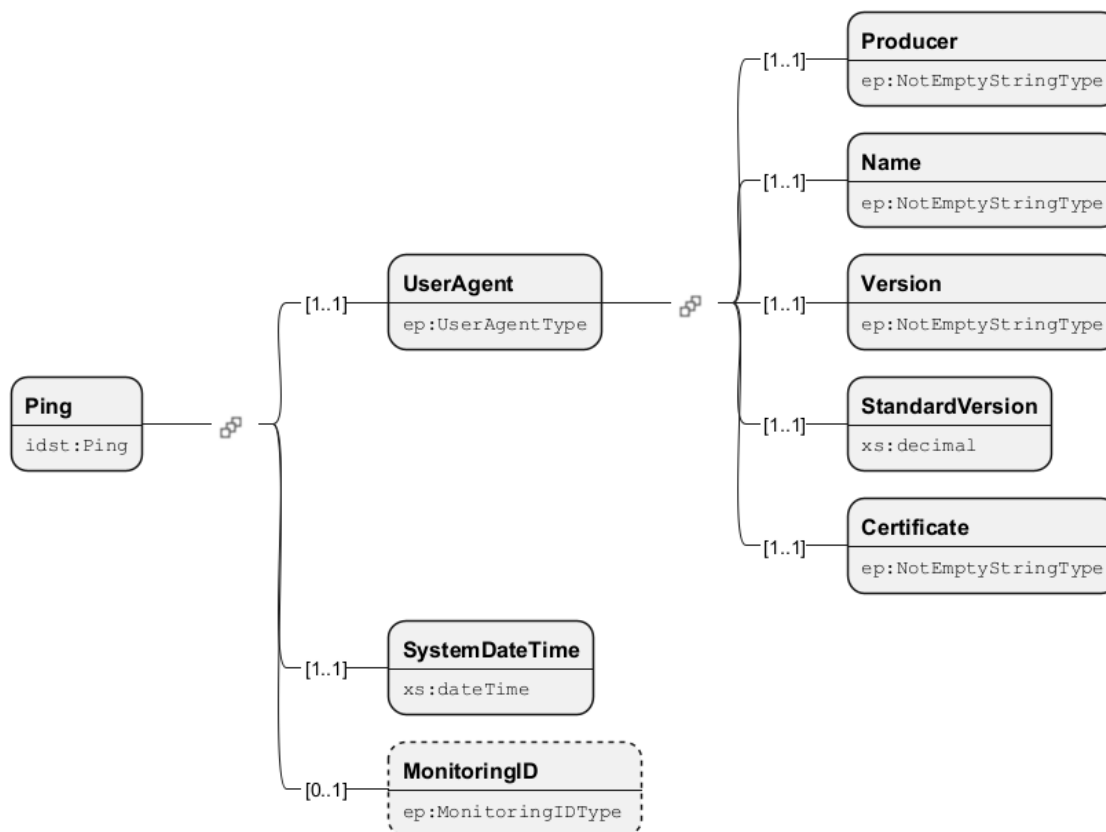 Producer
[1..1]
ep:NotEmptyStringType
Name
[1..1]
ep:NotEmptyStringType
UserAgent
[1..1]
ep:UserAgentType
Version
[1..1]
ep:NotEmptyStringType
Ping
idst:Ping
StandardVersion
[1..1]
xs:decimal
Certificate
[1..1]
ep:NotEmptyStringType
SystemDateTime
[1..1]
xs:dateTime
MonitoringID
[0..1]
ep:MonitoringIDType